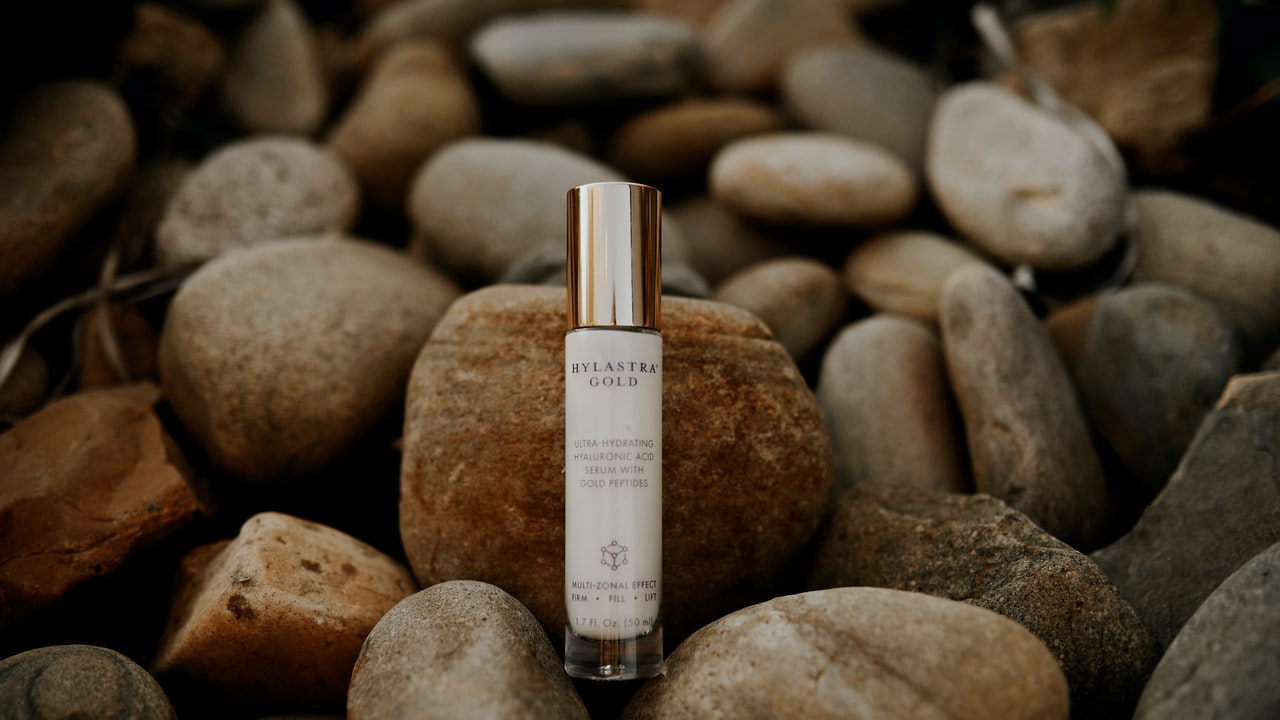 HYLASTRA®
GOLD
ULTRA-HYDRATING
HYALURONIC ACID
SERUM WITH
GOLD PEPTIDES
MULTI-ZONAL EFFECT
FIRM • FILL • LIFT
1.7 Fl. Oz. (50 ml)